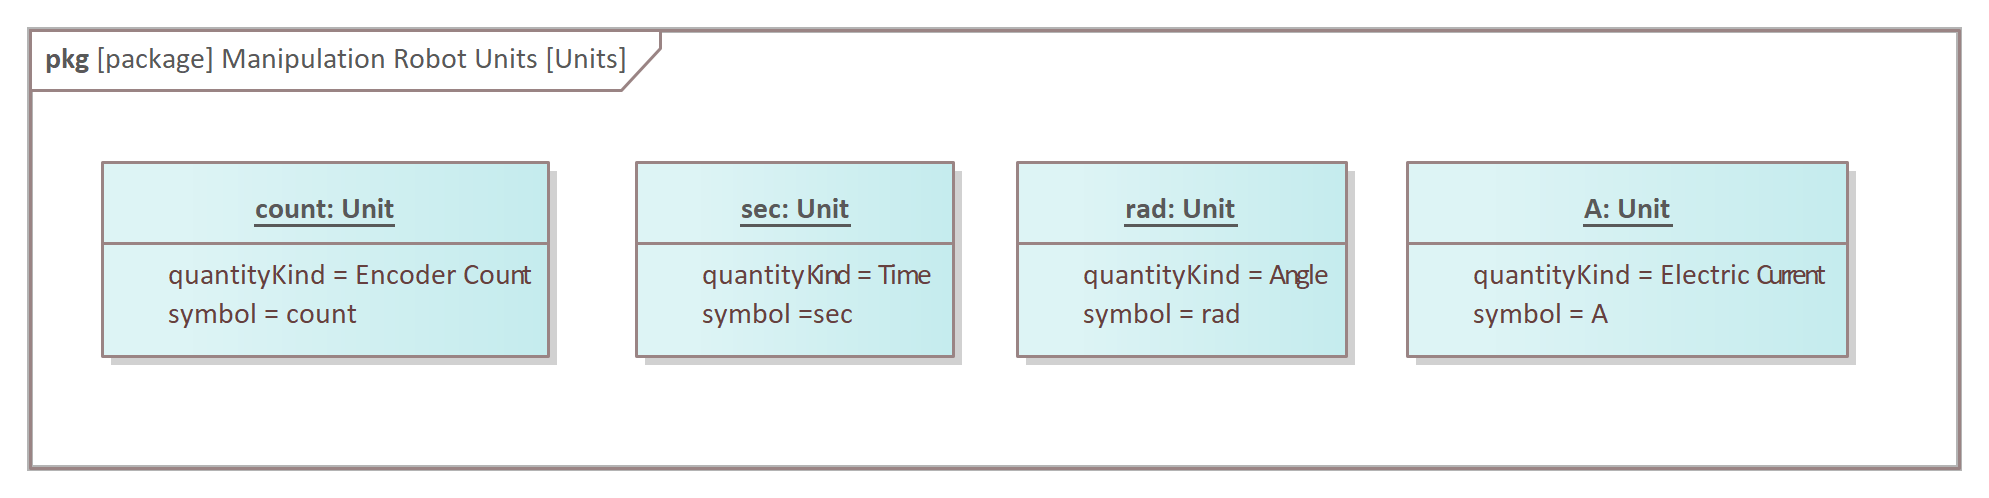 pkg [package] Manipulation Robot Units [Units]
count: Unit
quantityKind = Encoder Count
symbol = count
sec: Unit
quantityKind = Time
symbol =sec
rad: Unit
quantityKind = Angle
symbol = rad
A: Unit
quantityKind = Electric Current
symbol = A